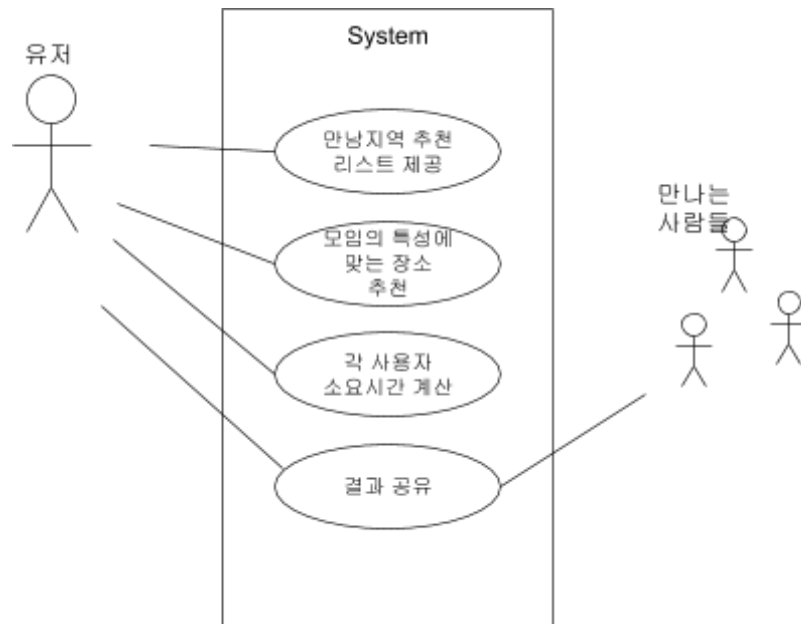 System
유저
만남지역 추천
리스트 제공
모임의 특성에
맞는 장소
추천
각 사용자
소요시간 계산
결과 공유
만나는
사람들